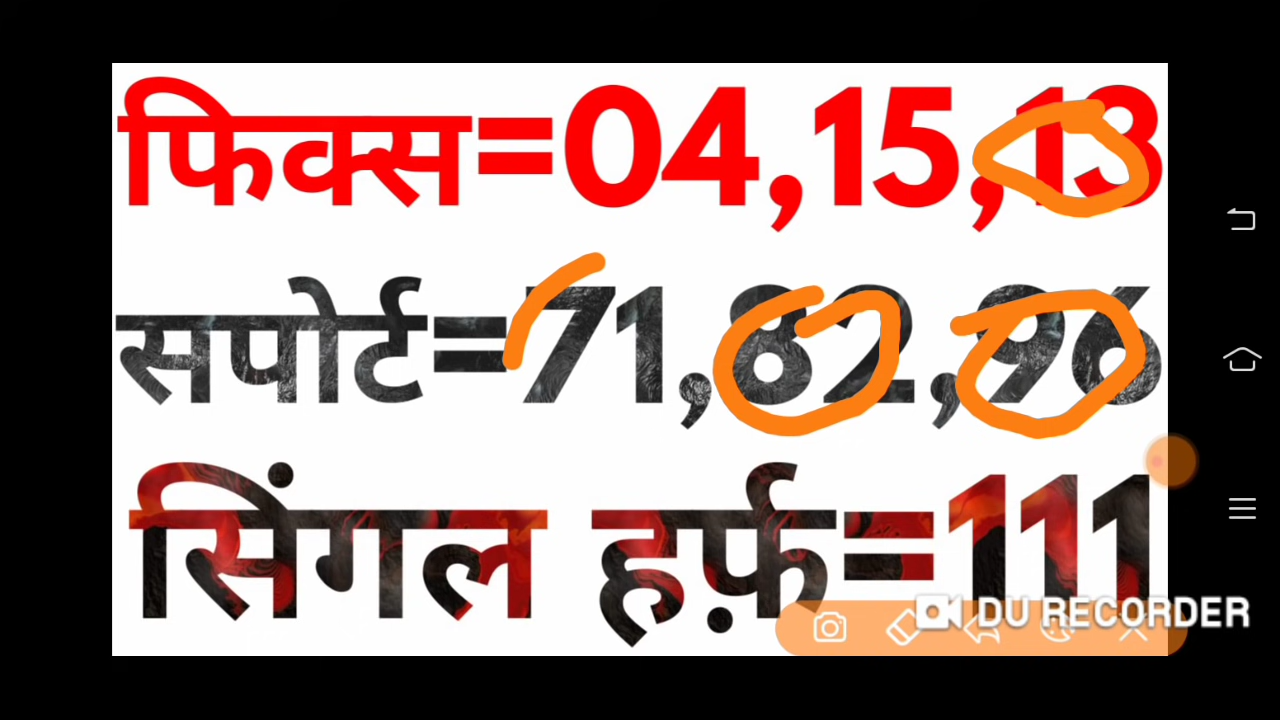 फिक्स=04,15,13
सपोर्ट=71,82,96
सिंगल हर्फ़=111
DU RECORDER